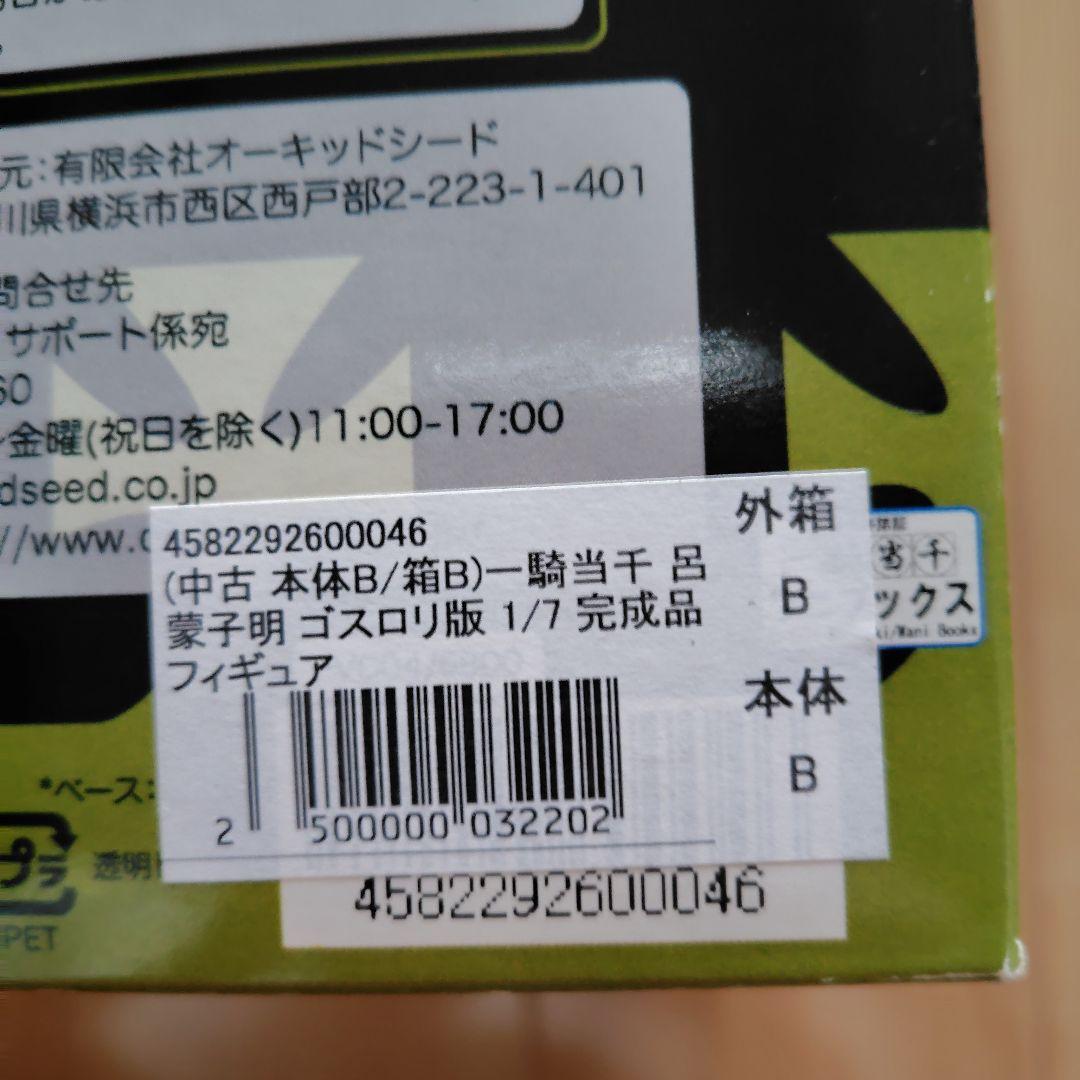 元:有限会社オーキッドシード
川県横浜市西区西戸部2-223-1-401
問合せ先
サポート係宛
60
金曜(祝日を除く)11:00-17:00
dseed.co.jp
//www.
4582292600046
(中古 本体B/箱B)一騎当千 呂
蒙子明 ゴスロリ版 1/7 完成品
フィギュア
外箱
B
本体
B
2 500000 032202
当千
ックス
ki/Wani Books
*ベース:
プラ
透明
PET
4582292600046